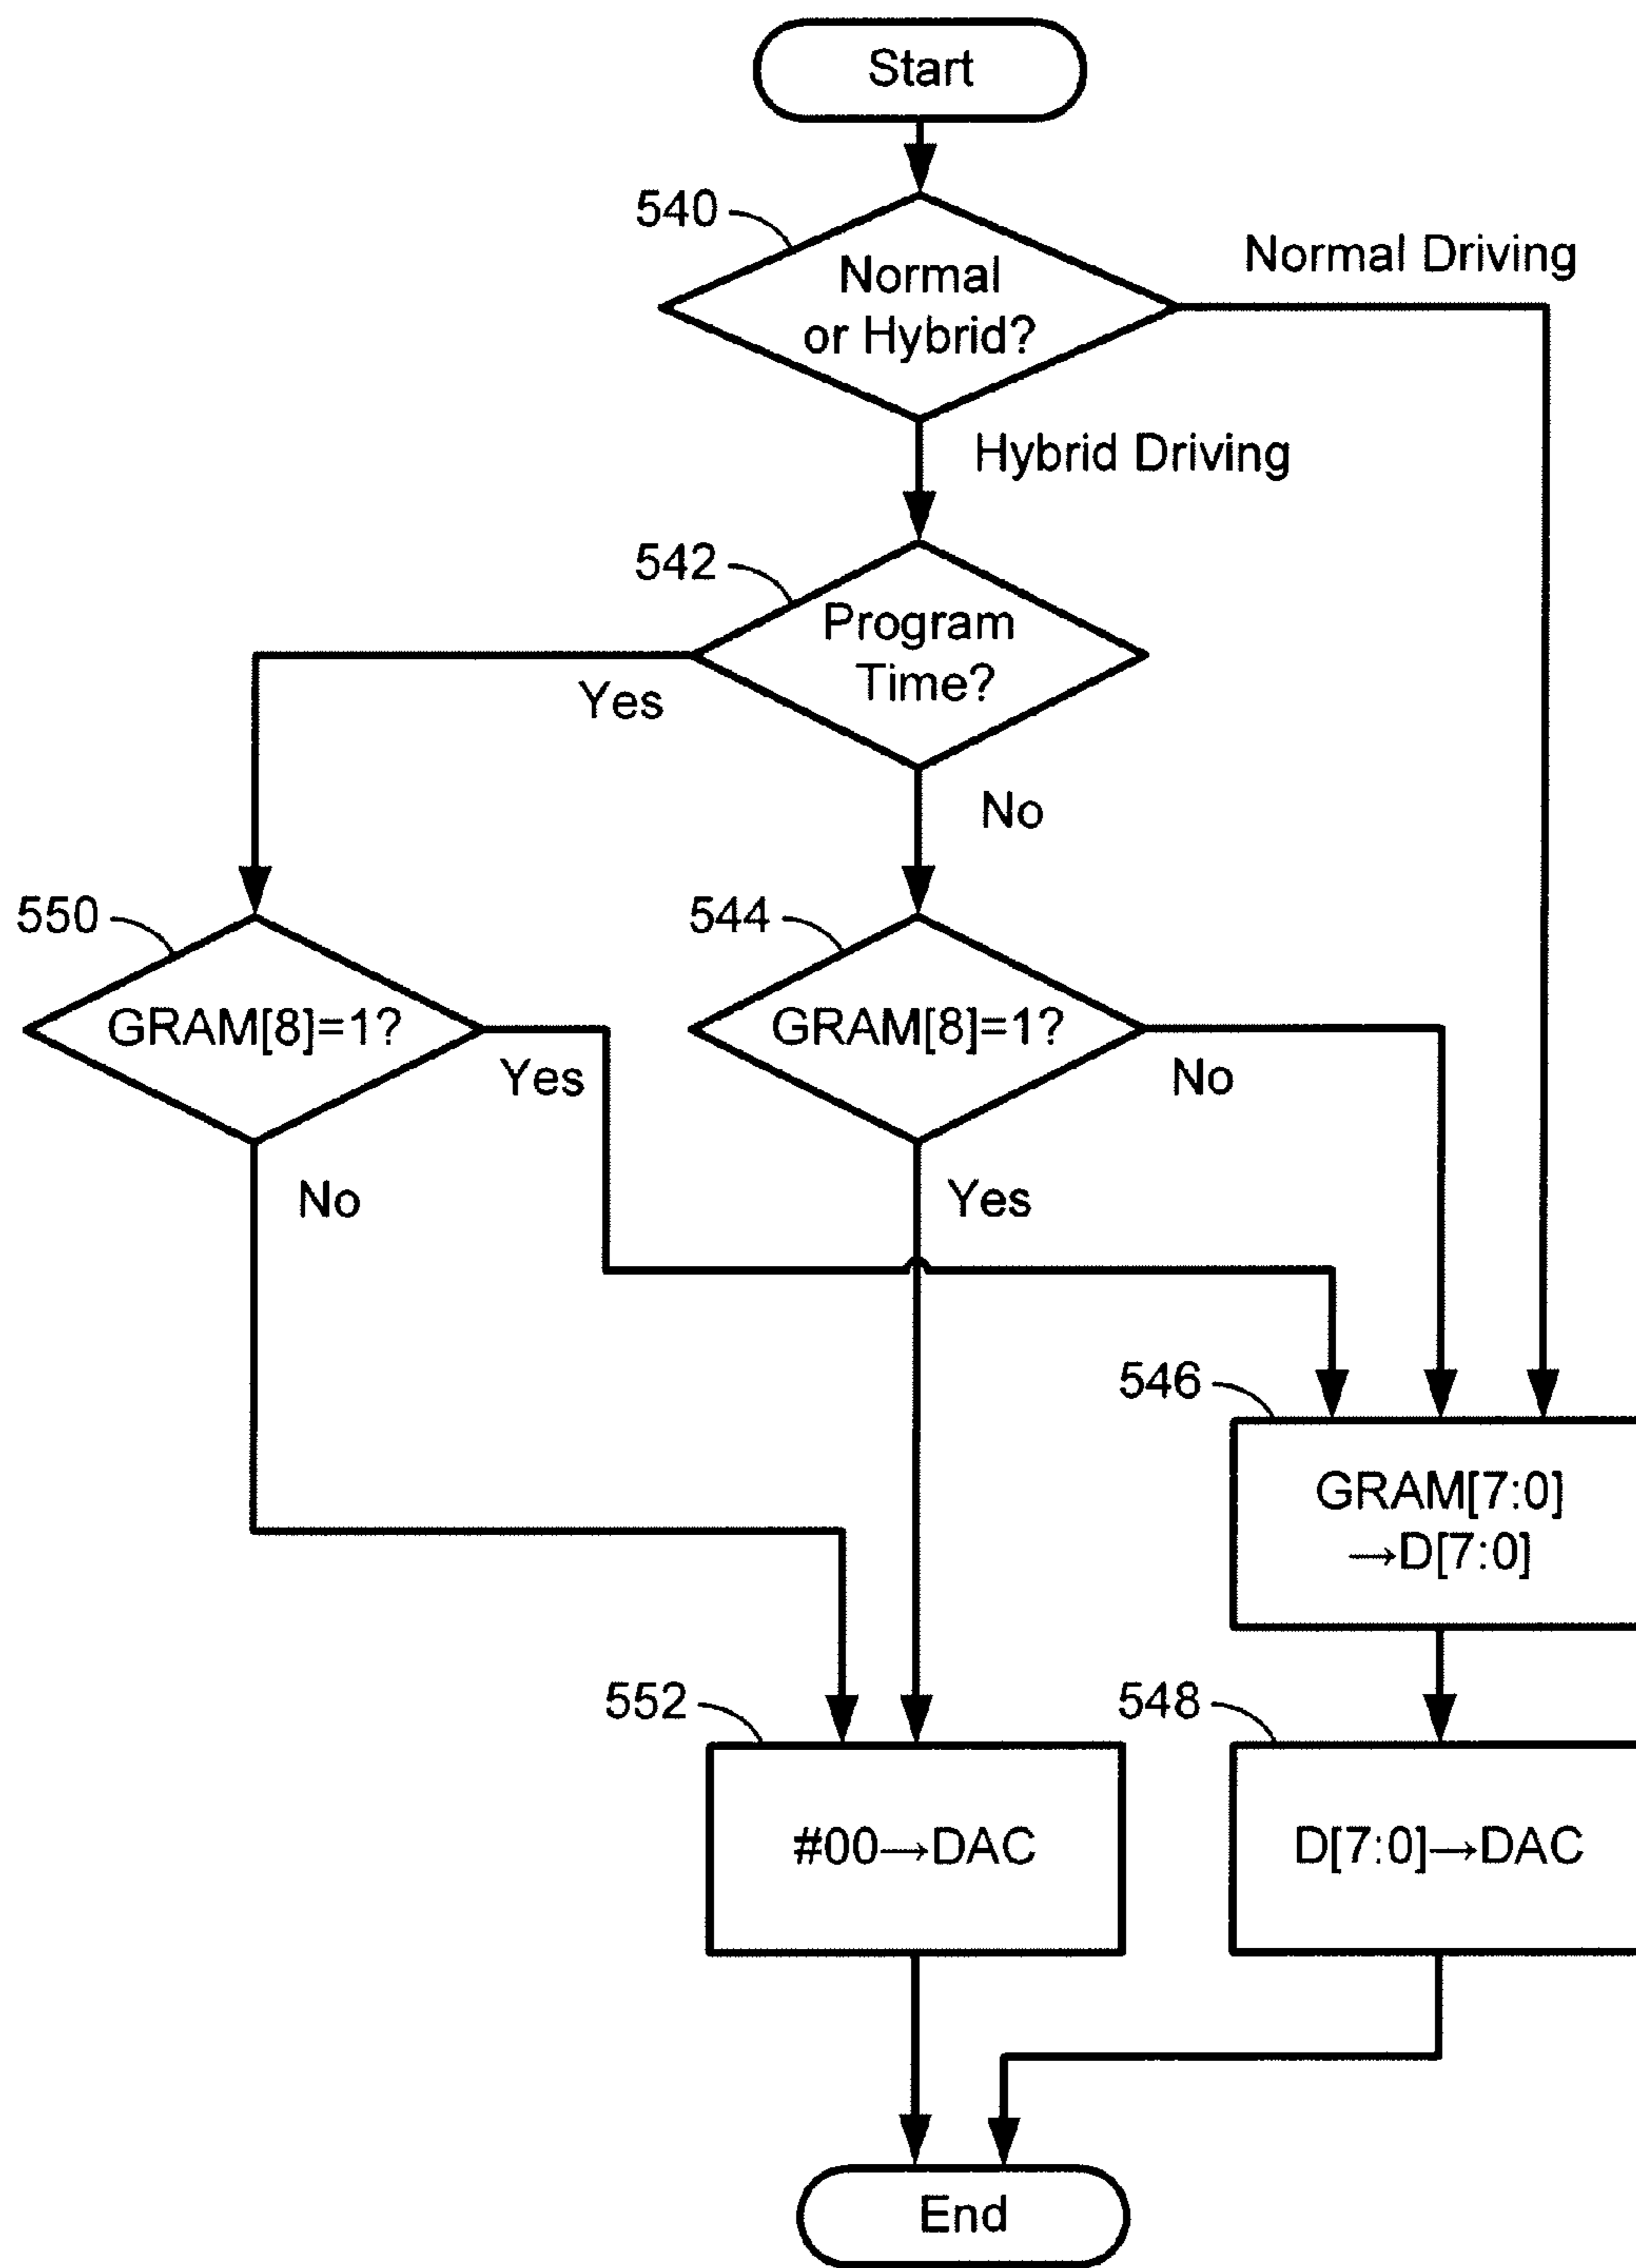 Start
540
Normal
or Hybrid?
Normal Driving
Hybrid Driving
542
Program
Time?
Yes
No
550
GRAM[8]=1?
Yes
No
544
GRAM[8]=1?
No
Yes
546
GRAM[7:0]
→D[7:0]
552
#00→DAC
548
D[7:0]→DAC
End